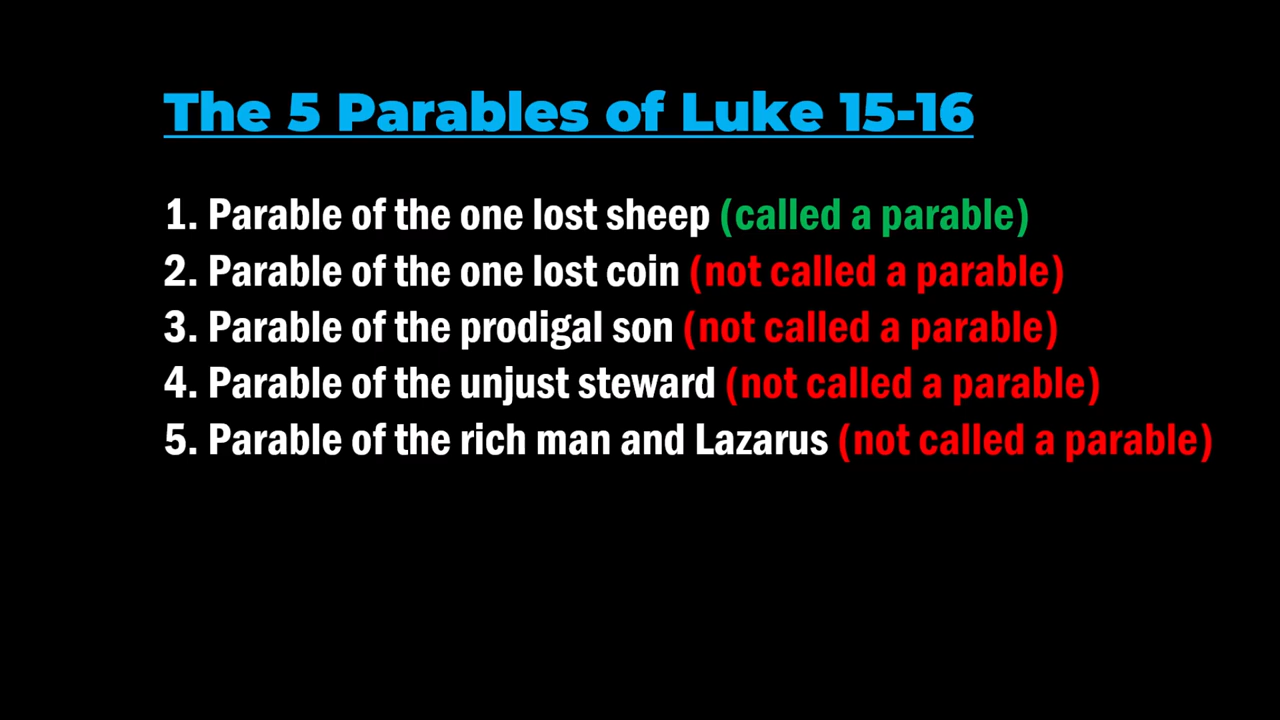 The 5 Parables of Luke 15-16
1. Parable of the one lost sheep (called a parable)
2. Parable of the one lost coin (not called a parable)
3. Parable of the prodigal son (not called a parable)
4. Parable of the unjust steward (not called a parable)
5. Parable of the rich man and Lazarus (not called a parable)